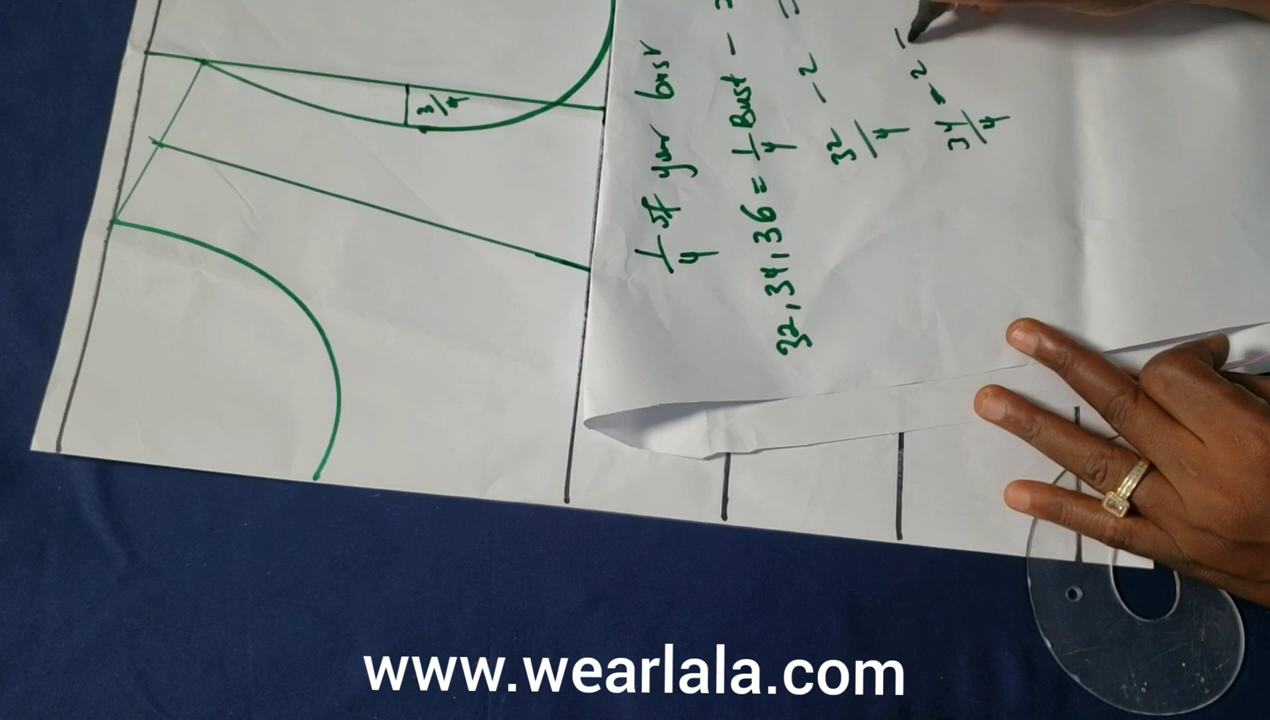 3/4
1/4 of your bust
32, 34, 36 = 1/4 Bust -
32/4 - 2 =
34/4 - 2 -
www.wearlala.com